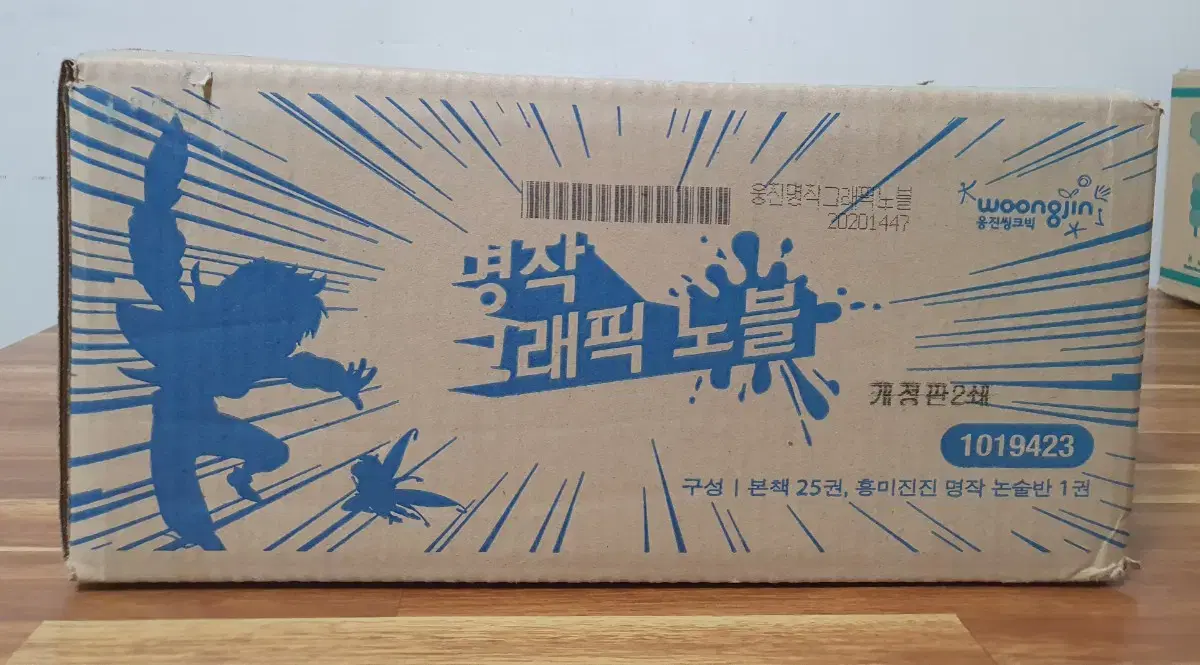 웅진명작그래픽노블
20201447
woongjin
웅진씽크빅
명작
그래픽 노블
개정판2쇄
1019423
구성 | 본책 25권, 흥미진진 명작 논술반 1권